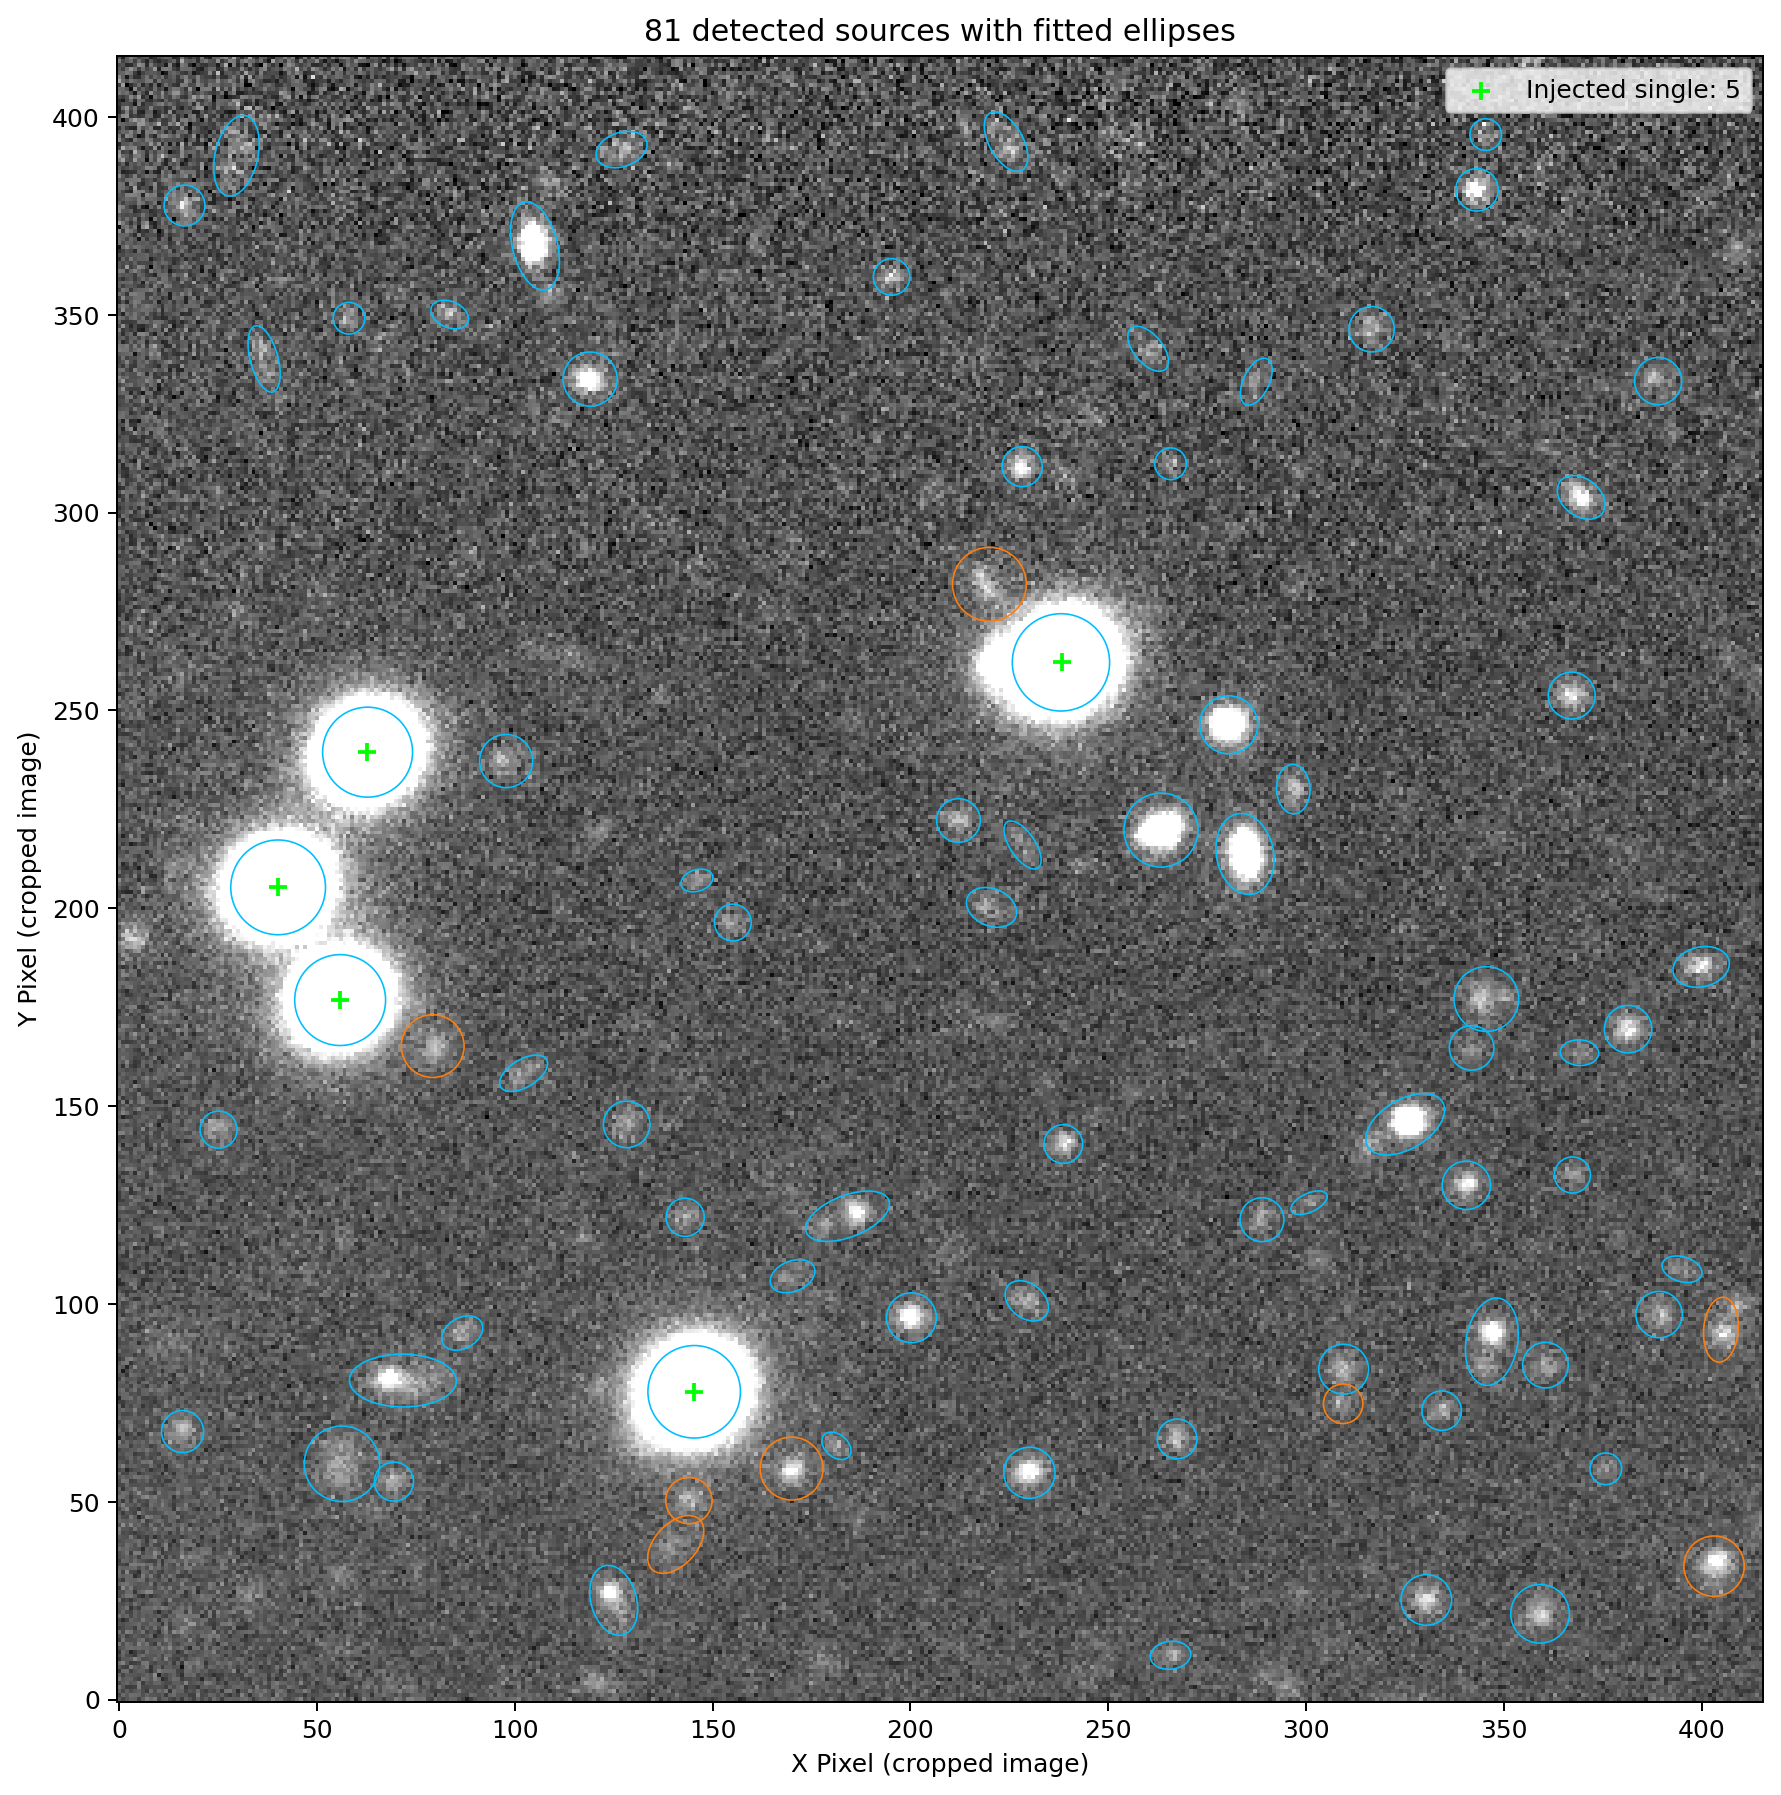 81 detected sources with fitted ellipses
Injected single: 5
400
350
300
250
200
150
100
50
0
Y Pixel (cropped image)
0 50 100 150 200 250 300 350 400
X Pixel (cropped image)